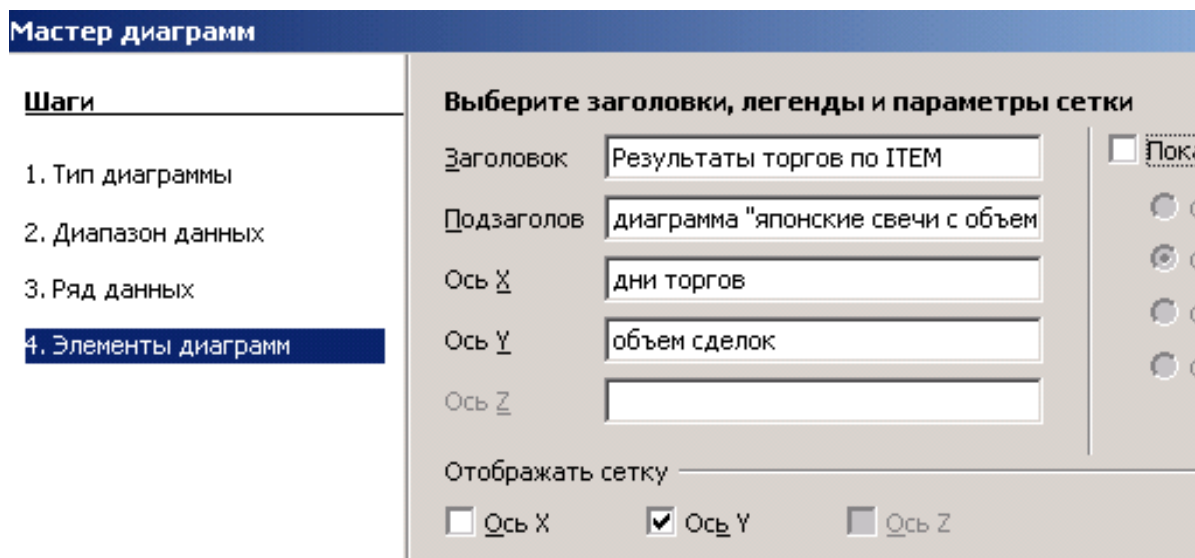 Мастер диаграмм
Шаги
1. Тип диаграммы
2. Диапазон данных
3. Ряд данных
4. Элементы диаграмм
Выберите заголовки, легенды и параметры сетки
Заголовок Результаты торгов по ITEM
Подзаголов диаграмма "японские свечи с объем
Ось X дни торгов
Ось Y объем сделок
Ось Z
Отображать сетку
Ось X Ось Y Ось Z